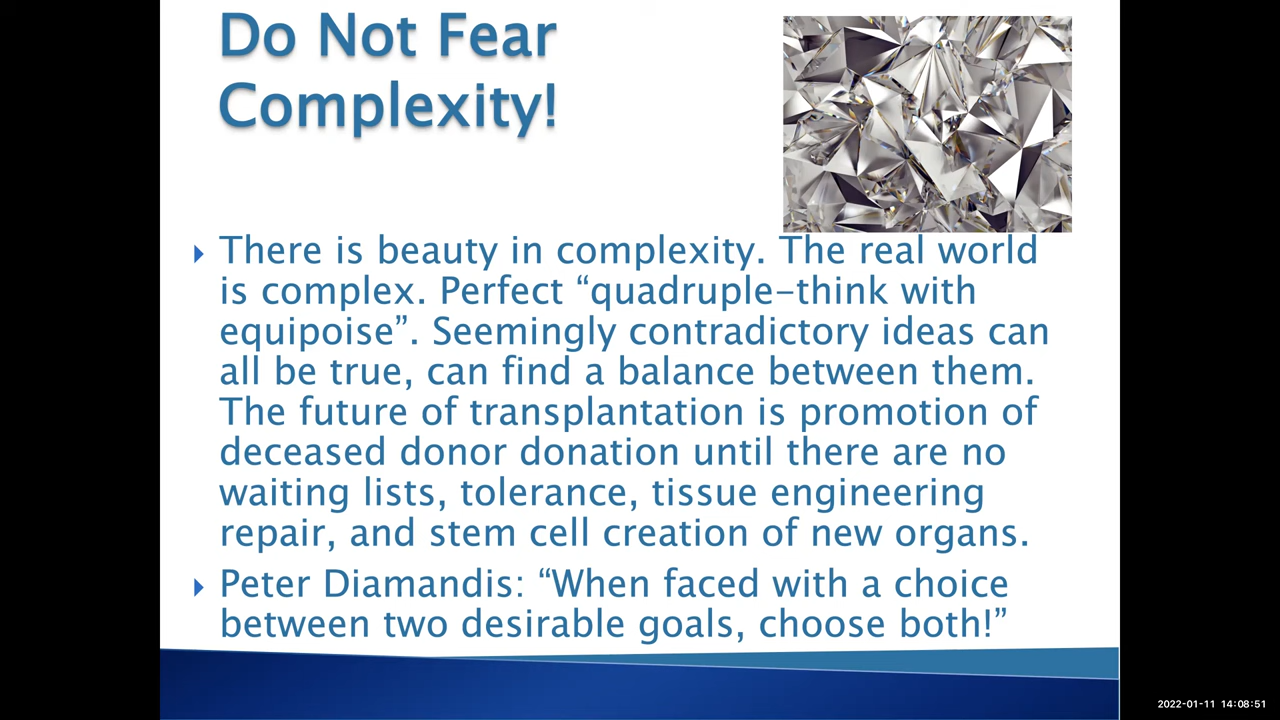 Do Not Fear
Complexity!
There is beauty in complexity. The real world
is complex. Perfect “quadruple-think with
equipoise”. Seemingly contradictory ideas can
all be true, can find a balance between them.
The future of transplantation is promotion of
deceased donor donation until there are no
waiting lists, tolerance, tissue engineering
repair, and stem cell creation of new organs.
Peter Diamandis: “When faced with a choice
between two desirable goals, choose both!”
2022-01-11 14:08:51